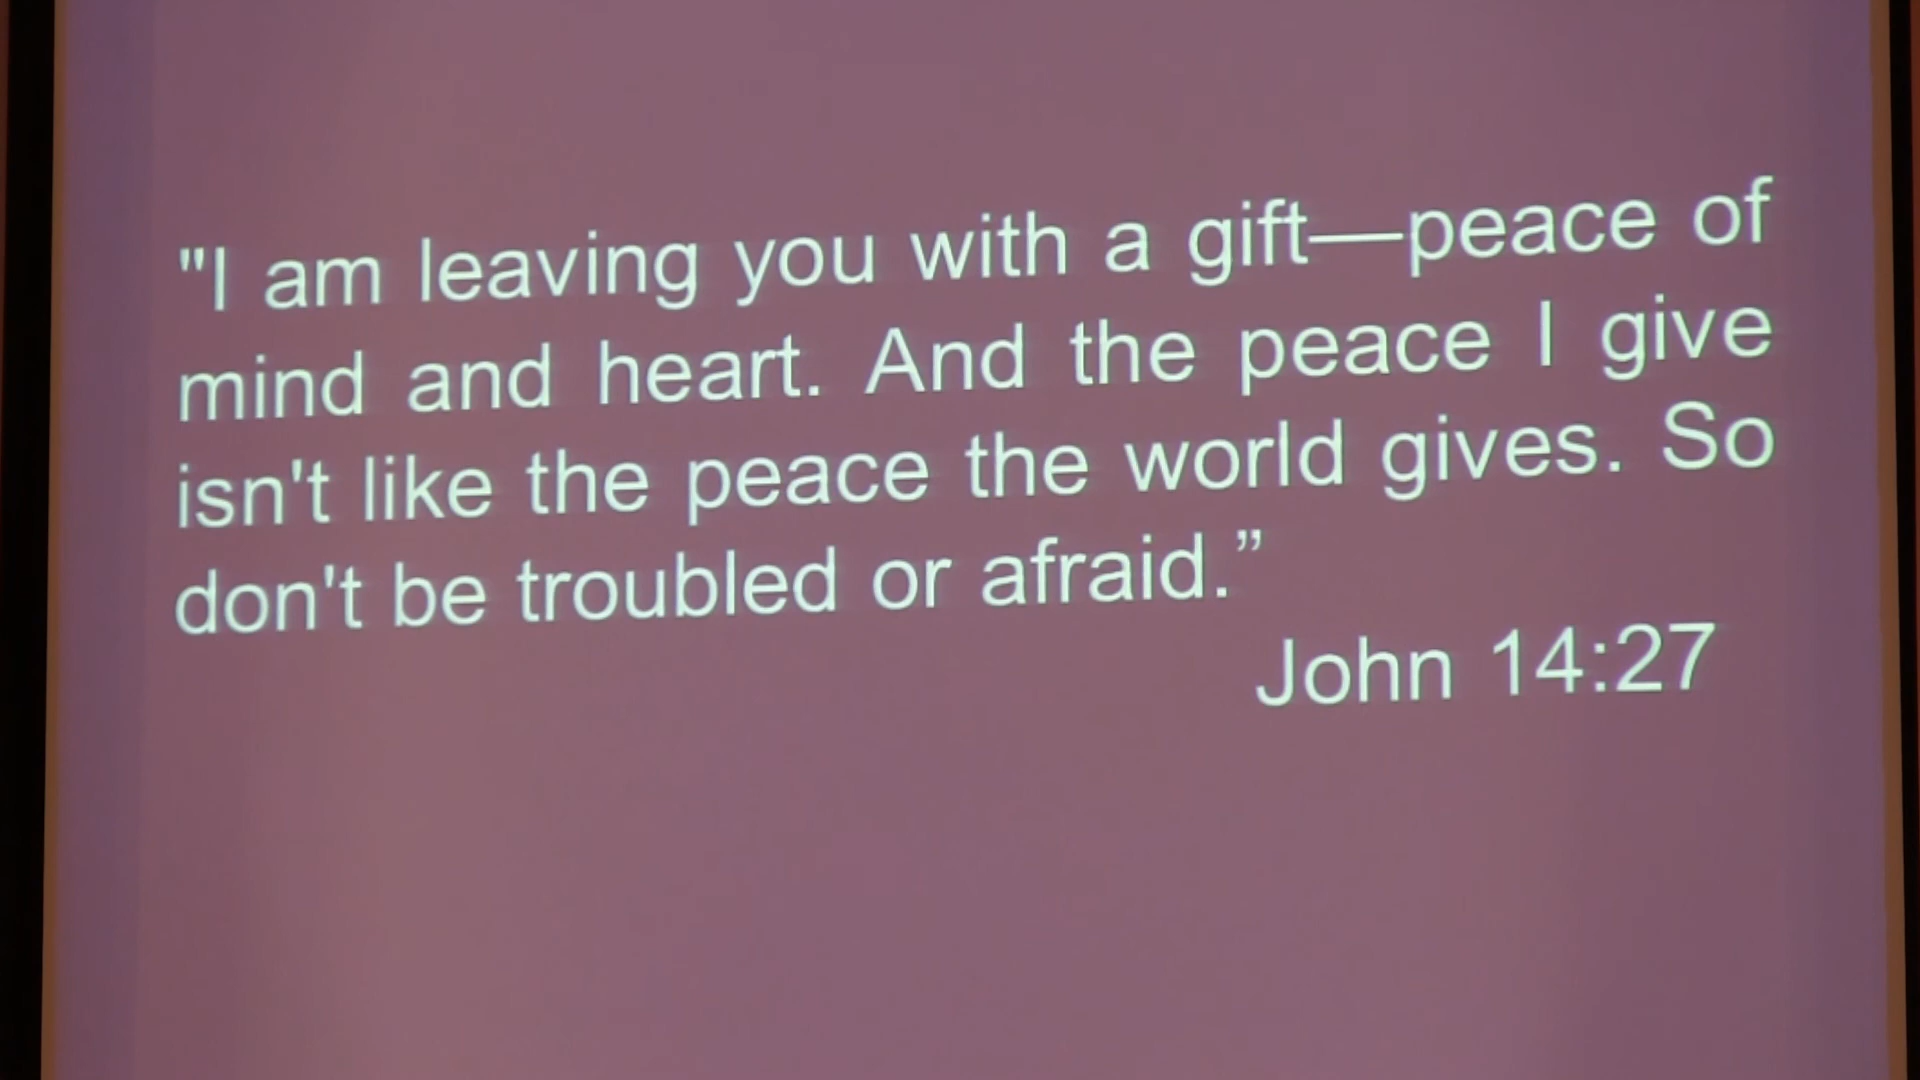 "I am leaving you with a gift—peace of
mind and heart. And the peace I give
isn't like the peace the world gives. So
don't be troubled or afraid.”
John 14:27